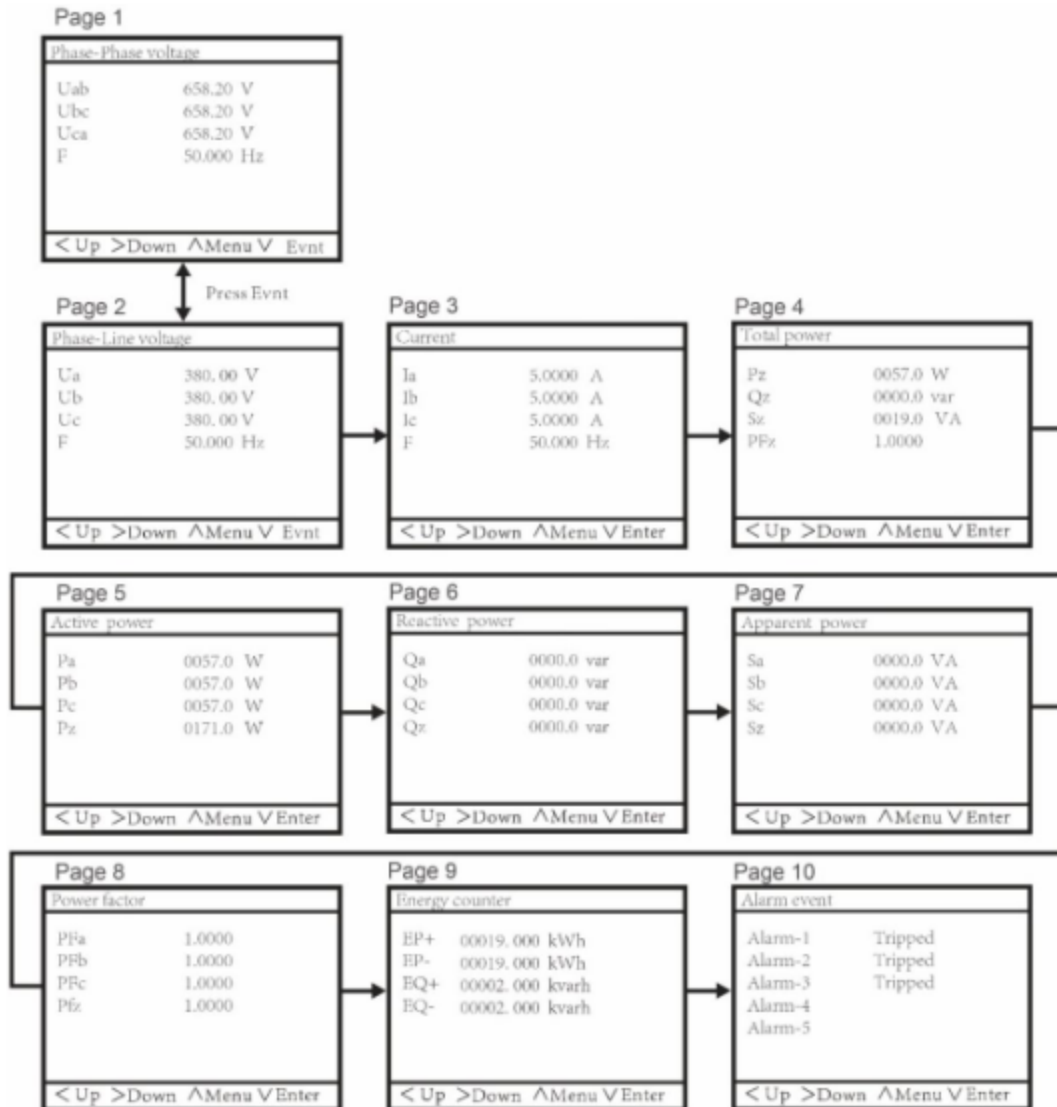 Page 1
Phase-Phase voltage
Uab 658.20 V
Ubc 658.20 V
Uca 658.20 V
F 50.000 Hz
< Up >Down ΛMenu V Evnt
Press Evnt
Page 2
Phase-Line voltage
Ua 380.00 V
Ub 380.00 V
Uc 380.00 V
F 50.000 Hz
< Up >Down ΛMenu V Evnt
Page 3
Current
Ia 5.0000 A
Ib 5.0000 A
Ic 5.0000 A
F 50.000 Hz
< Up >Down ΛMenu V Enter
Page 4
Total power
Pz 0057.0 W
Qz 0000.0 var
Sz 0019.0 VA
PFz 1.0000
< Up >Down ΛMenu V Enter
Page 5
Active power
Pa 0057.0 W
Pb 0057.0 W
Pc 0057.0 W
Pz 0171.0 W
< Up >Down ΛMenu V Enter
Page 6
Reactive power
Qa 0000.0 var
Qb 0000.0 var
Qc 0000.0 var
Qz 0000.0 var
< Up >Down ΛMenu V Enter
Page 7
Apparent power
Sa 0000.0 VA
Sb 0000.0 VA
Sc 0000.0 VA
Sz 0000.0 VA
< Up >Down ΛMenu V Enter
Page 8
Power factor
PFa 1.0000
PFb 1.0000
PFc 1.0000
Pfz 1.0000
< Up >Down ΛMenu V Enter
Page 9
Energy counter
EP+ 00019.000 kWh
EP- 00019.000 kWh
EQ+ 00002.000 kvarh
EQ- 00002.000 kvarh
< Up >Down ΛMenu V Enter
Page 10
Alarm event
Alarm-1 Tripped
Alarm-2 Tripped
Alarm-3 Tripped
Alarm-4
Alarm-5
< Up >Down ΛMenu V Enter